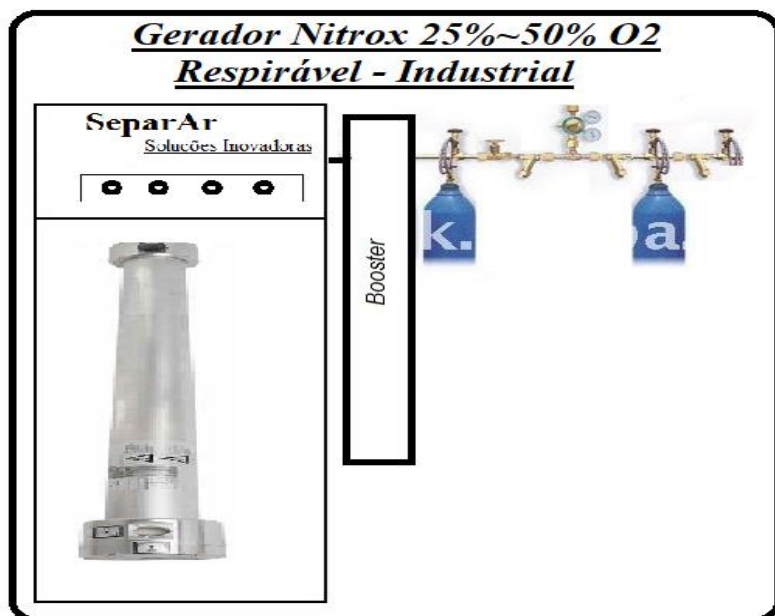 Gerador Nitrox 25%~50% O2
Respirável - Industrial
SeparAr
Soluções Inovadoras
Booster